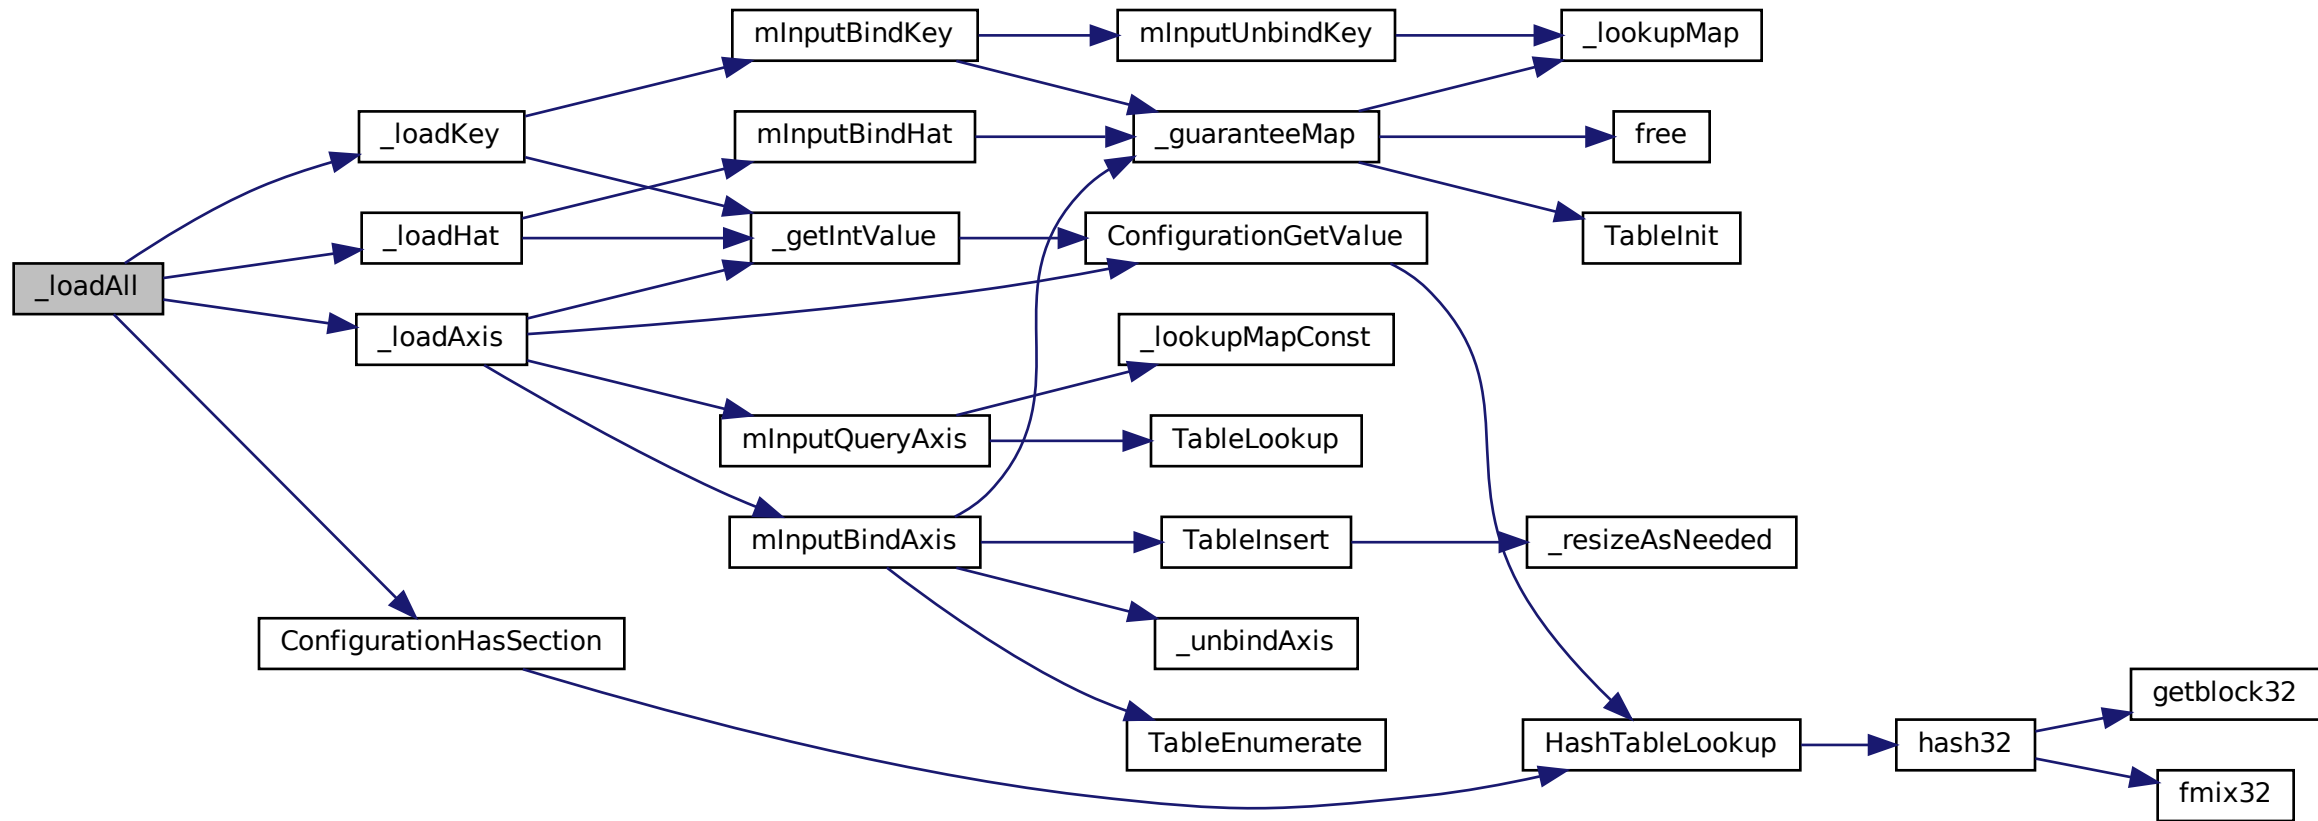 _loadAll
_loadKey
_loadHat
_loadAxis
ConfigurationHasSection
mInputBindKey
mInputBindHat
_getIntValue
mInputQueryAxis
mInputBindAxis
mInputUnbindKey
_guaranteeMap
ConfigurationGetValue
_lookupMapConst
TableLookup
TableInsert
_unbindAxis
TableEnumerate
_lookupMap
free
TableInit
_resizeAsNeeded
HashTableLookup
hash32
getblock32
fmix32